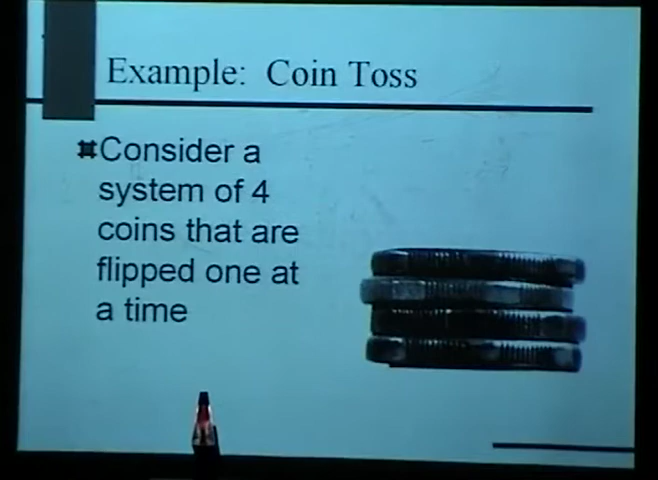 Example: Coin Toss
Consider a
system of 4
coins that are
flipped one at
a time